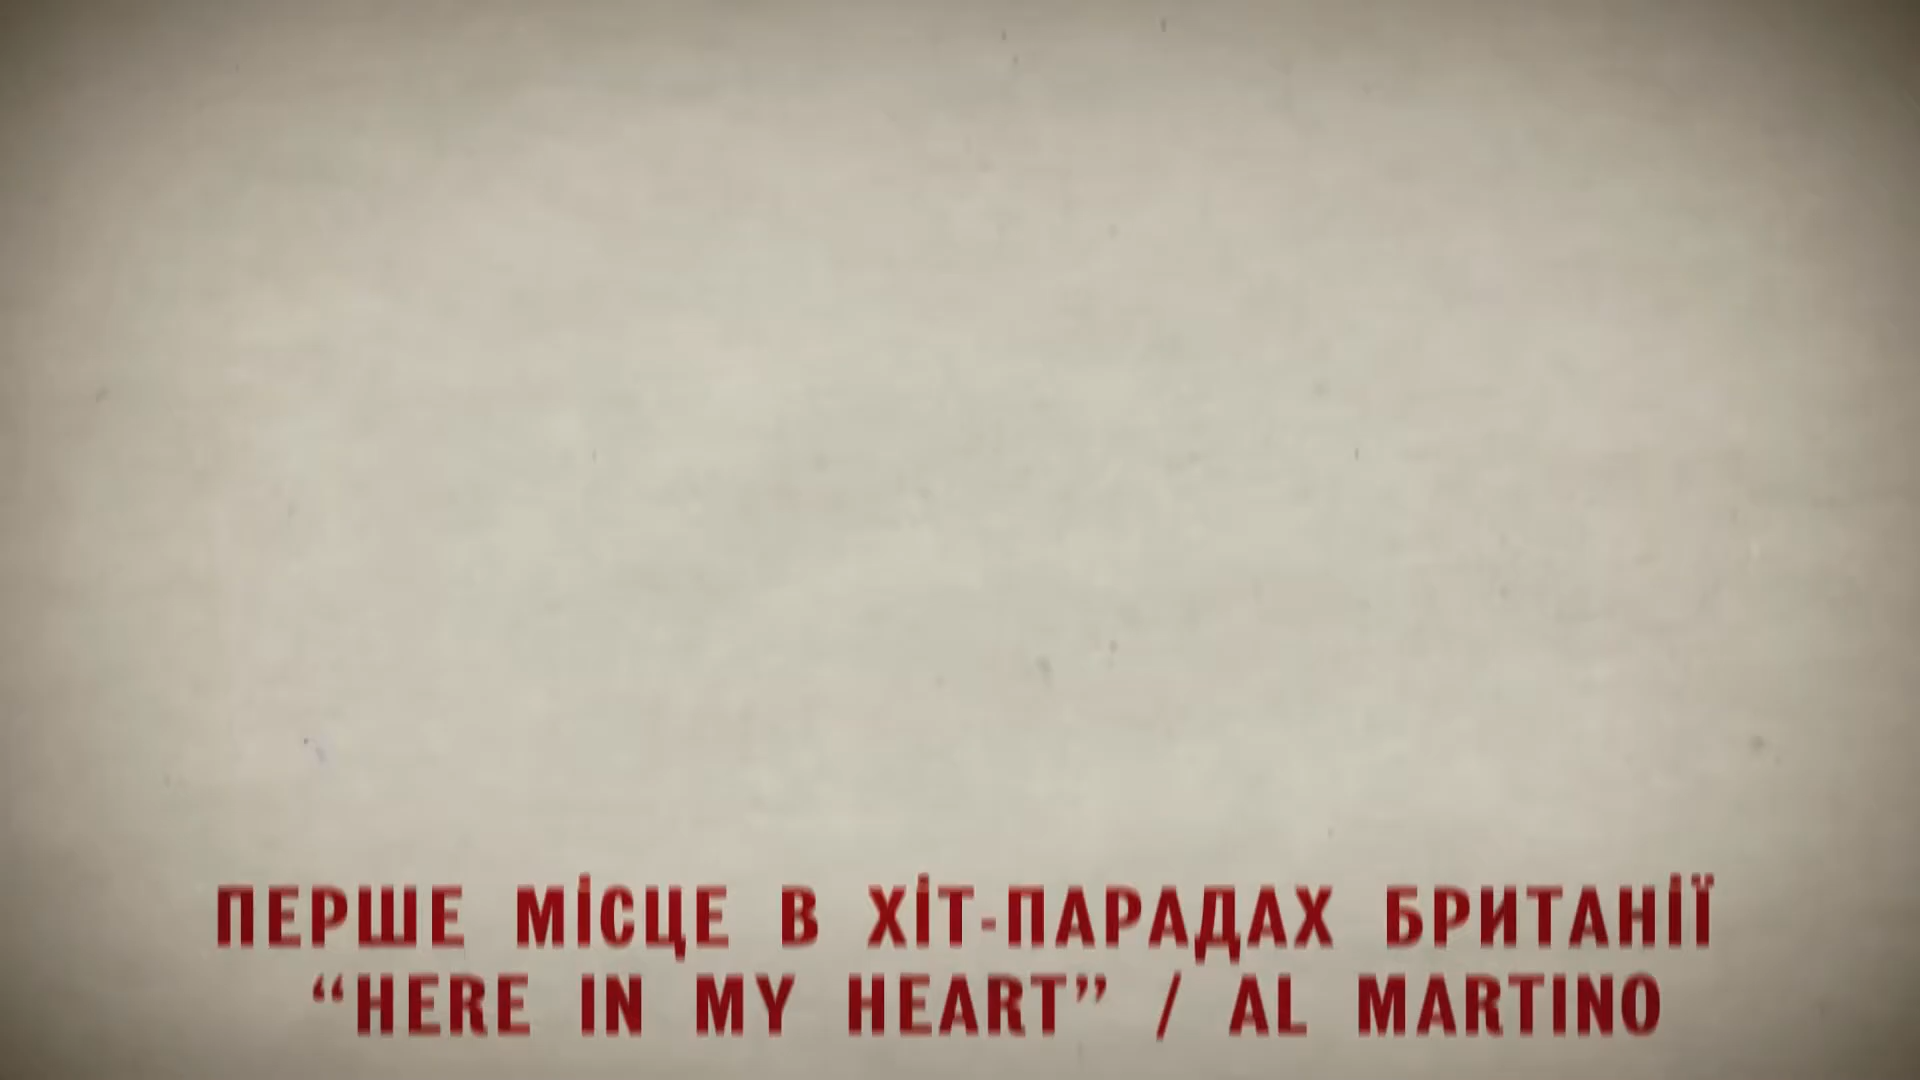 ПЕРШЕ МІСЦЕ В ХІТ-ПАРАДАХ БРИТАНІЇ
“HERE IN MY HEART” / AL MARTINO